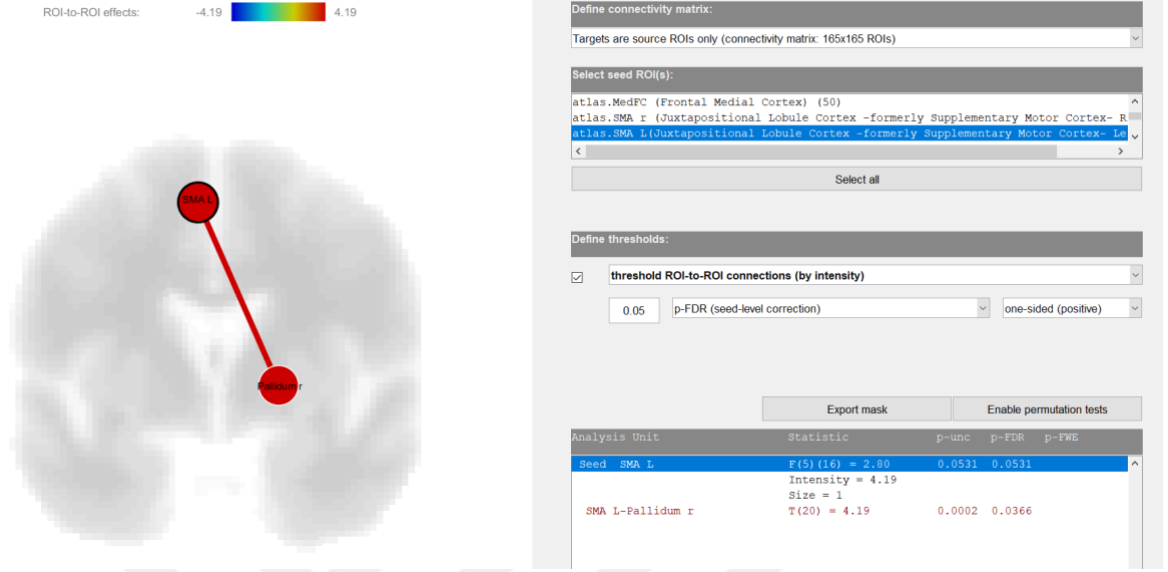 ROI-to-ROI effects: -4.19 4.19
SMA L
Pallidum r
Define connectivity matrix:
Targets are source ROIs only (connectivity matrix: 165x165 ROIs)
Select seed ROI(s):
atlas.MedFC (Frontal Medial Cortex) (50)
atlas.SMA r (Juxtapositional Lobule Cortex -formerly Supplementary Motor Cortex- R
atlas.SMA L(Juxtapositional Lobule Cortex -formerly Supplementary Motor Cortex- Le
Select all
Define thresholds:
threshold ROI-to-ROI connections (by intensity)
0.05 p-FDR (seed-level correction) one-sided (positive)
Export mask Enable permutation tests
Analysis Unit Statistic p-unc p-FDR p-FWE
Seed SMA L F(5)(16) = 2.80 0.0531 0.0531
Intensity = 4.19
Size = 1
SMA L-Pallidum r T(20) = 4.19 0.0002 0.0366